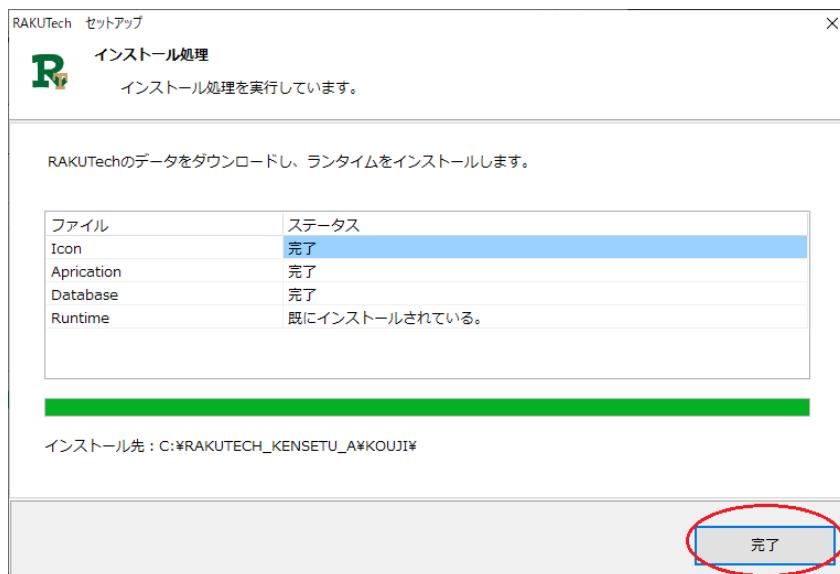 RAKUTech セットアップ
インストール処理
インストール処理を実行しています。
RAKUTechのデータをダウンロードし、ランタイムをインストールします。
ファイル ステータス
Icon 完了
Aprication 完了
Database 完了
Runtime 既にインストールされている。
インストール先：C:¥RAKUTECH_KENSETU_A¥KOUJI¥
完了